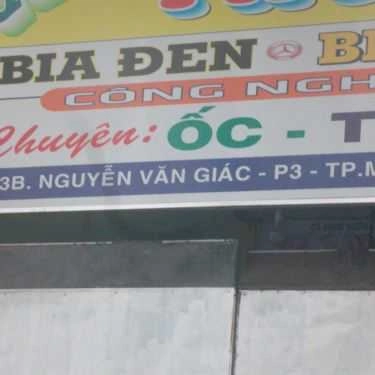 BIA ĐEN
CÔNG NGH
Chuyên: ỐC - T
3B. NGUYỄN VĂN GIÁC - P3 - TP.M